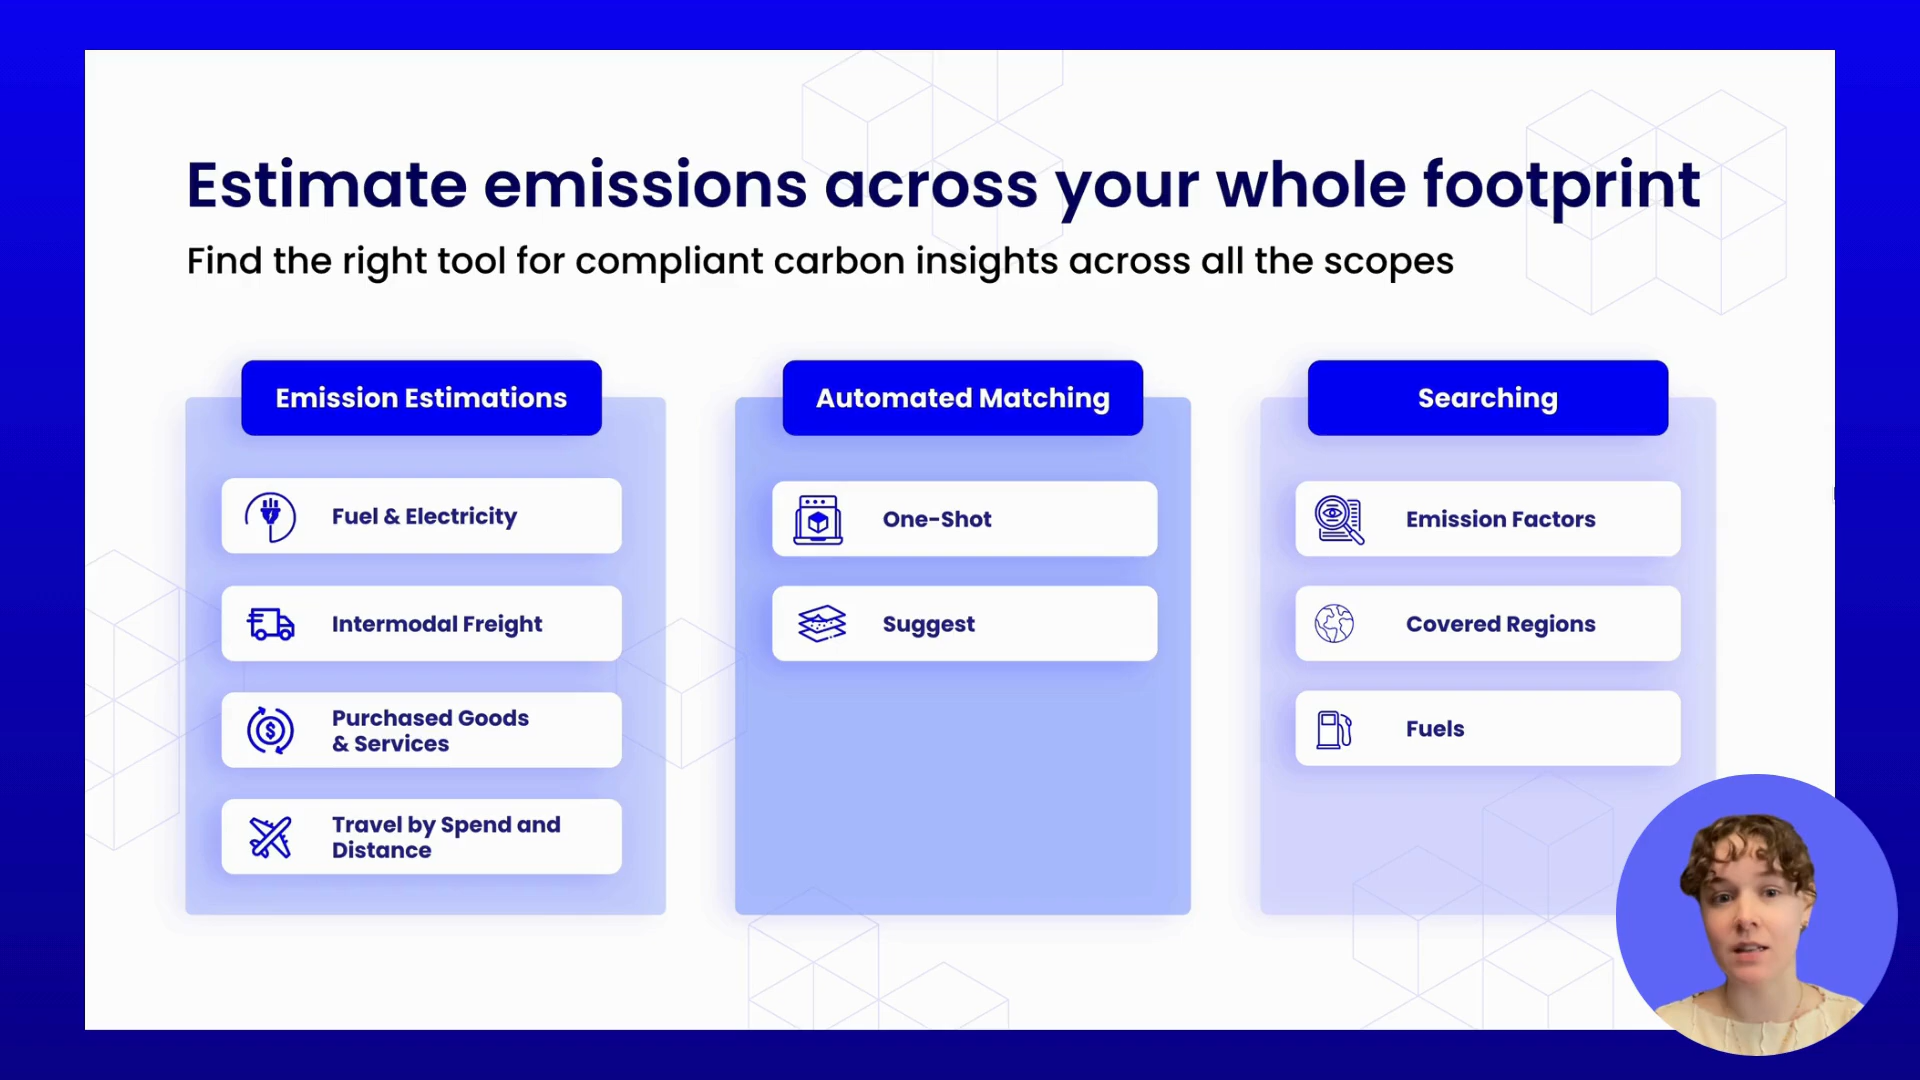 Estimate emissions across your whole footprint
Find the right tool for compliant carbon insights across all the scopes
Emission Estimations
Fuel & Electricity
Intermodal Freight
Purchased Goods
& Services
Travel by Spend and
Distance
Automated Matching
One-Shot
Suggest
Searching
Emission Factors
Covered Regions
Fuels